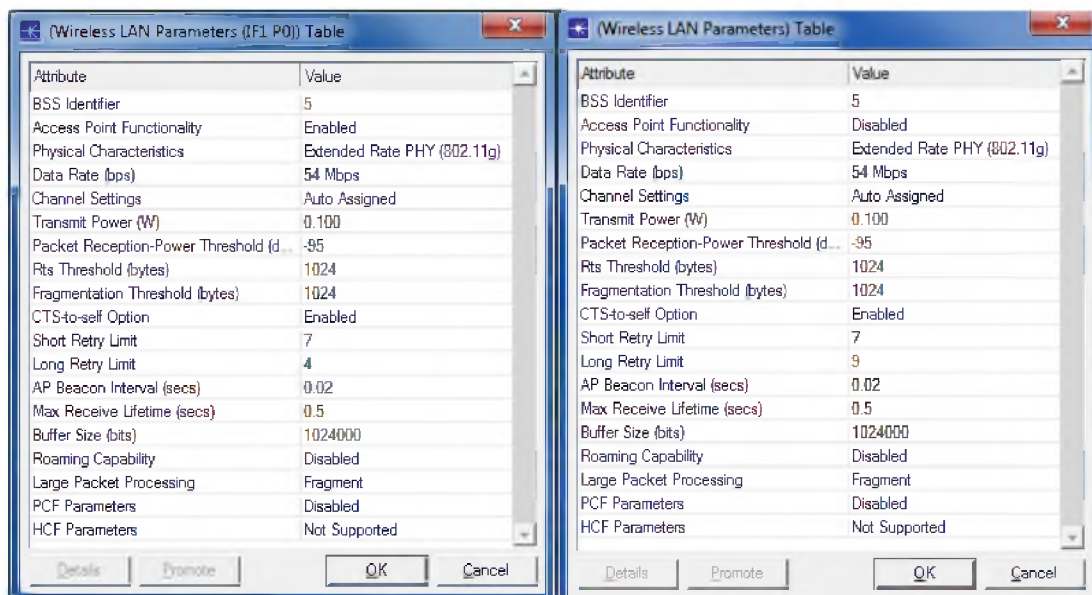 (Wireless LAN Parameters (IF1 P0)) Table
Attribute Value
BSS Identifier 5
Access Point Functionality Enabled
Physical Characteristics Extended Rate PHY (802.11g)
Data Rate (bps) 54 Mbps
Channel Settings Auto Assigned
Transmit Power (W) 0.100
Packet Reception-Power Threshold (d... -95
Rts Threshold (bytes) 1024
Fragmentation Threshold (bytes) 1024
CTS-to-self Option Enabled
Short Retry Limit 7
Long Retry Limit 4
AP Beacon Interval (secs) 0.02
Max Receive Lifetime (secs) 0.5
Buffer Size (bits) 1024000
Roaming Capability Disabled
Large Packet Processing Fragment
PCF Parameters Disabled
HCF Parameters Not Supported
Details Promote OK Cancel
(Wireless LAN Parameters) Table
Attribute Value
BSS Identifier 5
Access Point Functionality Disabled
Physical Characteristics Extended Rate PHY (802.11g)
Data Rate (bps) 54 Mbps
Channel Settings Auto Assigned
Transmit Power (W) 0.100
Packet Reception-Power Threshold (d... -95
Rts Threshold (bytes) 1024
Fragmentation Threshold (bytes) 1024
CTS-to-self Option Enabled
Short Retry Limit 7
Long Retry Limit 9
AP Beacon Interval (secs) 0.02
Max Receive Lifetime (secs) 0.5
Buffer Size (bits) 1024000
Roaming Capability Disabled
Large Packet Processing Fragment
PCF Parameters Disabled
HCF Parameters Not Supported
Details Promote OK Cancel